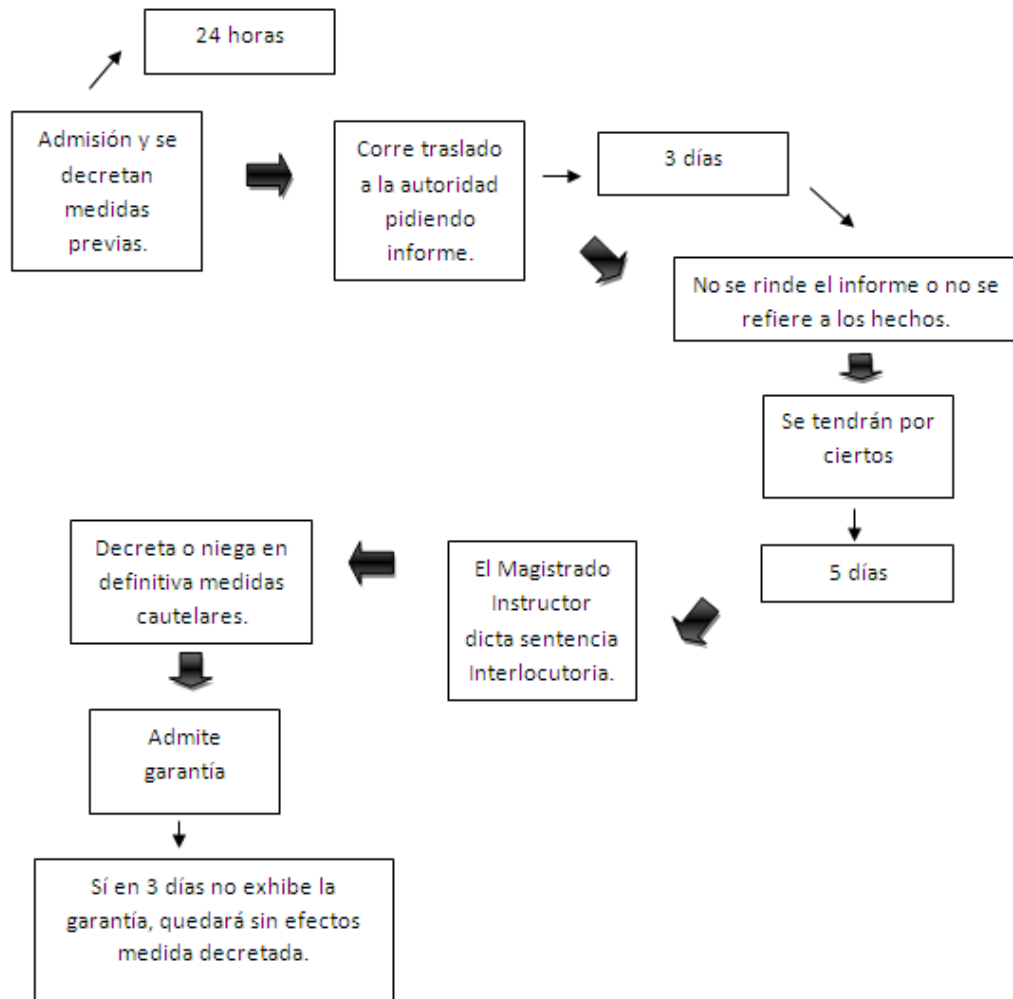 24 horas
Admisión y se
decretan
medidas
previas.
Corre traslado
a la autoridad
pidiendo
informe.
3 días
No se rinde el informe o no se
refiere a los hechos.
Se tendrán por
ciertos
5 días
El Magistrado
Instructor
dicta sentencia
Interlocutoria.
Decreta o niega en
definitiva medidas
cautelares.
Admite
garantía
Sí en 3 días no exhibe la
garantía, quedará sin efectos
medida decretada.